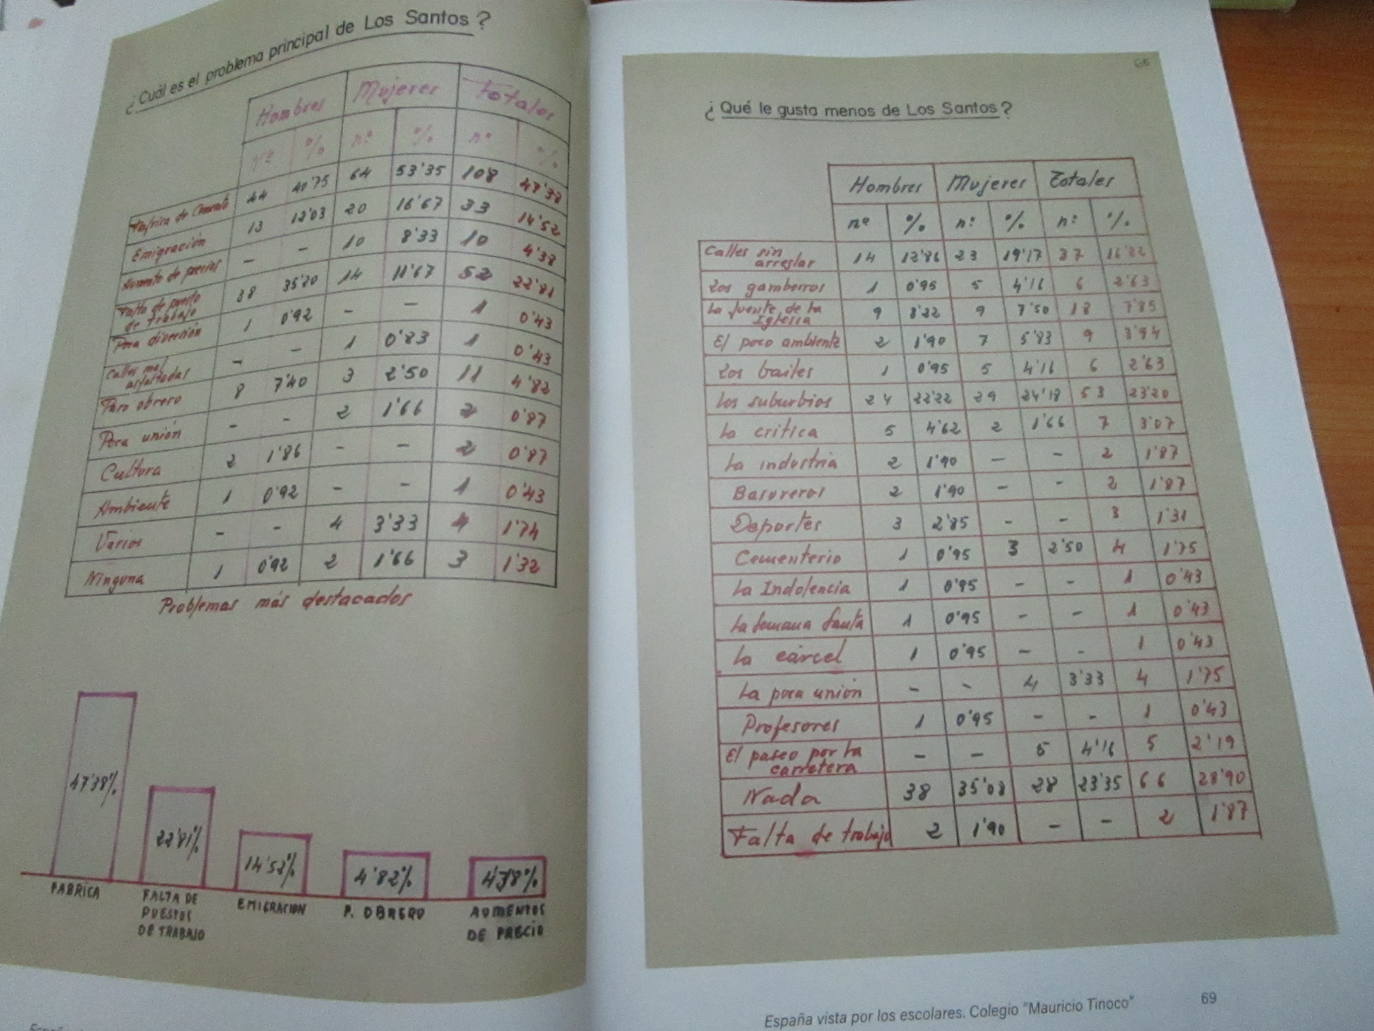 ¿Cuál es el problema principal de Los Santos?
Hombres Mujeres Totales
nº % nº % nº %
Fabrica de Cemento 44 40'75 64 53'35 108 47'38
Emigración 13 12'03 20 16'67 33 14'52
Aumento de precios - - 10 8'33 10 4'38
Falta de puesto de trabajo 38 35'20 14 11'67 52 22'81
Poca diversión 1 0'92 - - 1 0'43
Calles mal asfaltadas - - 1 0'83 1 0'43
Paro obrero 8 7'40 3 2'50 11 4'82
Poca unión - - 2 1'66 2 0'87
Cultura 2 1'86 - - 2 0'87
Ambiente 1 0'92 - - 1 0'43
Varios - - 4 3'33 4 1'74
Ninguna 1 0'92 2 1'66 3 1'32
Problemas más destacados
47'38% 22'81% 14'52% 4'82% 4'38%
FABRICA
FALTA DE
PUESTOS
DE TRABAJO
EMIGRACION
P. OBRERO
AUMENTOS
DE PRECIO
66
¿Qué le gusta menos de Los Santos?
Hombres Mujeres Totales
nº % nº % nº %
Calles sin arreglar 14 12'86 23 19'17 37 16'22
Los gamberros 1 0'95 5 4'16 6 2'63
La fuente de la Iglesia 9 8'22 9 7'50 18 7'85
El poco ambiente 2 1'90 7 5'83 9 3'94
Los bailes 1 0'95 5 4'16 6 2'63
Los suburbios 24 22'22 29 24'18 53 23'20
La critica 5 4'62 2 1'66 7 3'07
La industria 2 1'90 - - 2 1'87
Basureros 2 1'90 - - 2 1'87
Deportes 3 2'85 - - 3 1'31
Cementerio 1 0'95 3 2'50 4 1'75
La Indolencia 1 0'95 - - 1 0'43
La Semana Santa 1 0'95 - - 1 0'43
La cárcel 1 0'95 - - 1 0'43
La poca unión - - 4 3'33 4 1'75
Profesores 1 0'95 - - 1 0'43
El paseo por la carretera - - 5 4'16 5 2'19
Nada 38 35'08 28 23'35 66 28'90
Falta de trabajo 2 1'90 - - 2 1'87
España vista por los escolares. Colegio "Mauricio Tinoco" 69